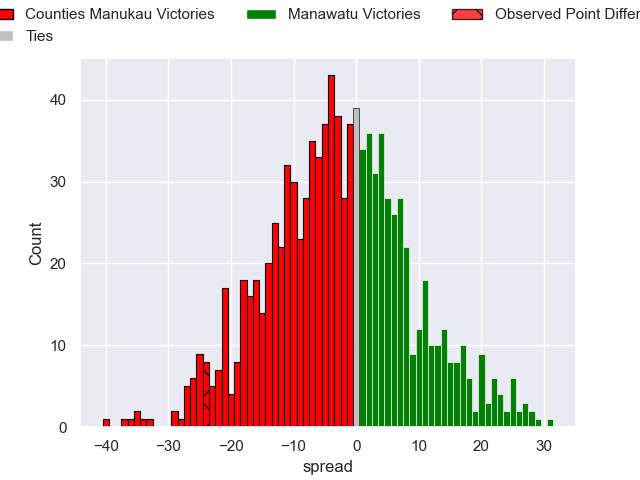 Counties Manukau Victories
Manawatu Victories
Observed Point Differ
Ties
Count
40
30
20
10
0
−40
−30
−20
−10
0
10
20
30
spread